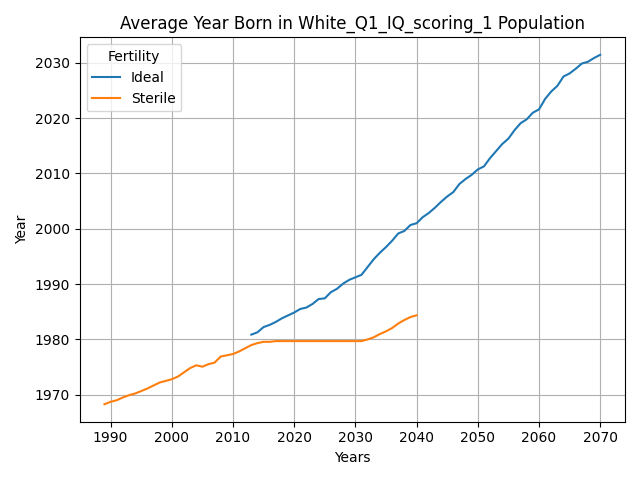 Average Year Born in White_Q1_IQ_scoring_1 Population
Fertility
Ideal
Sterile
Year
2030
2020
2010
2000
1990
1980
1970
1990 2000 2010 2020 2030 2040 2050 2060 2070
Years